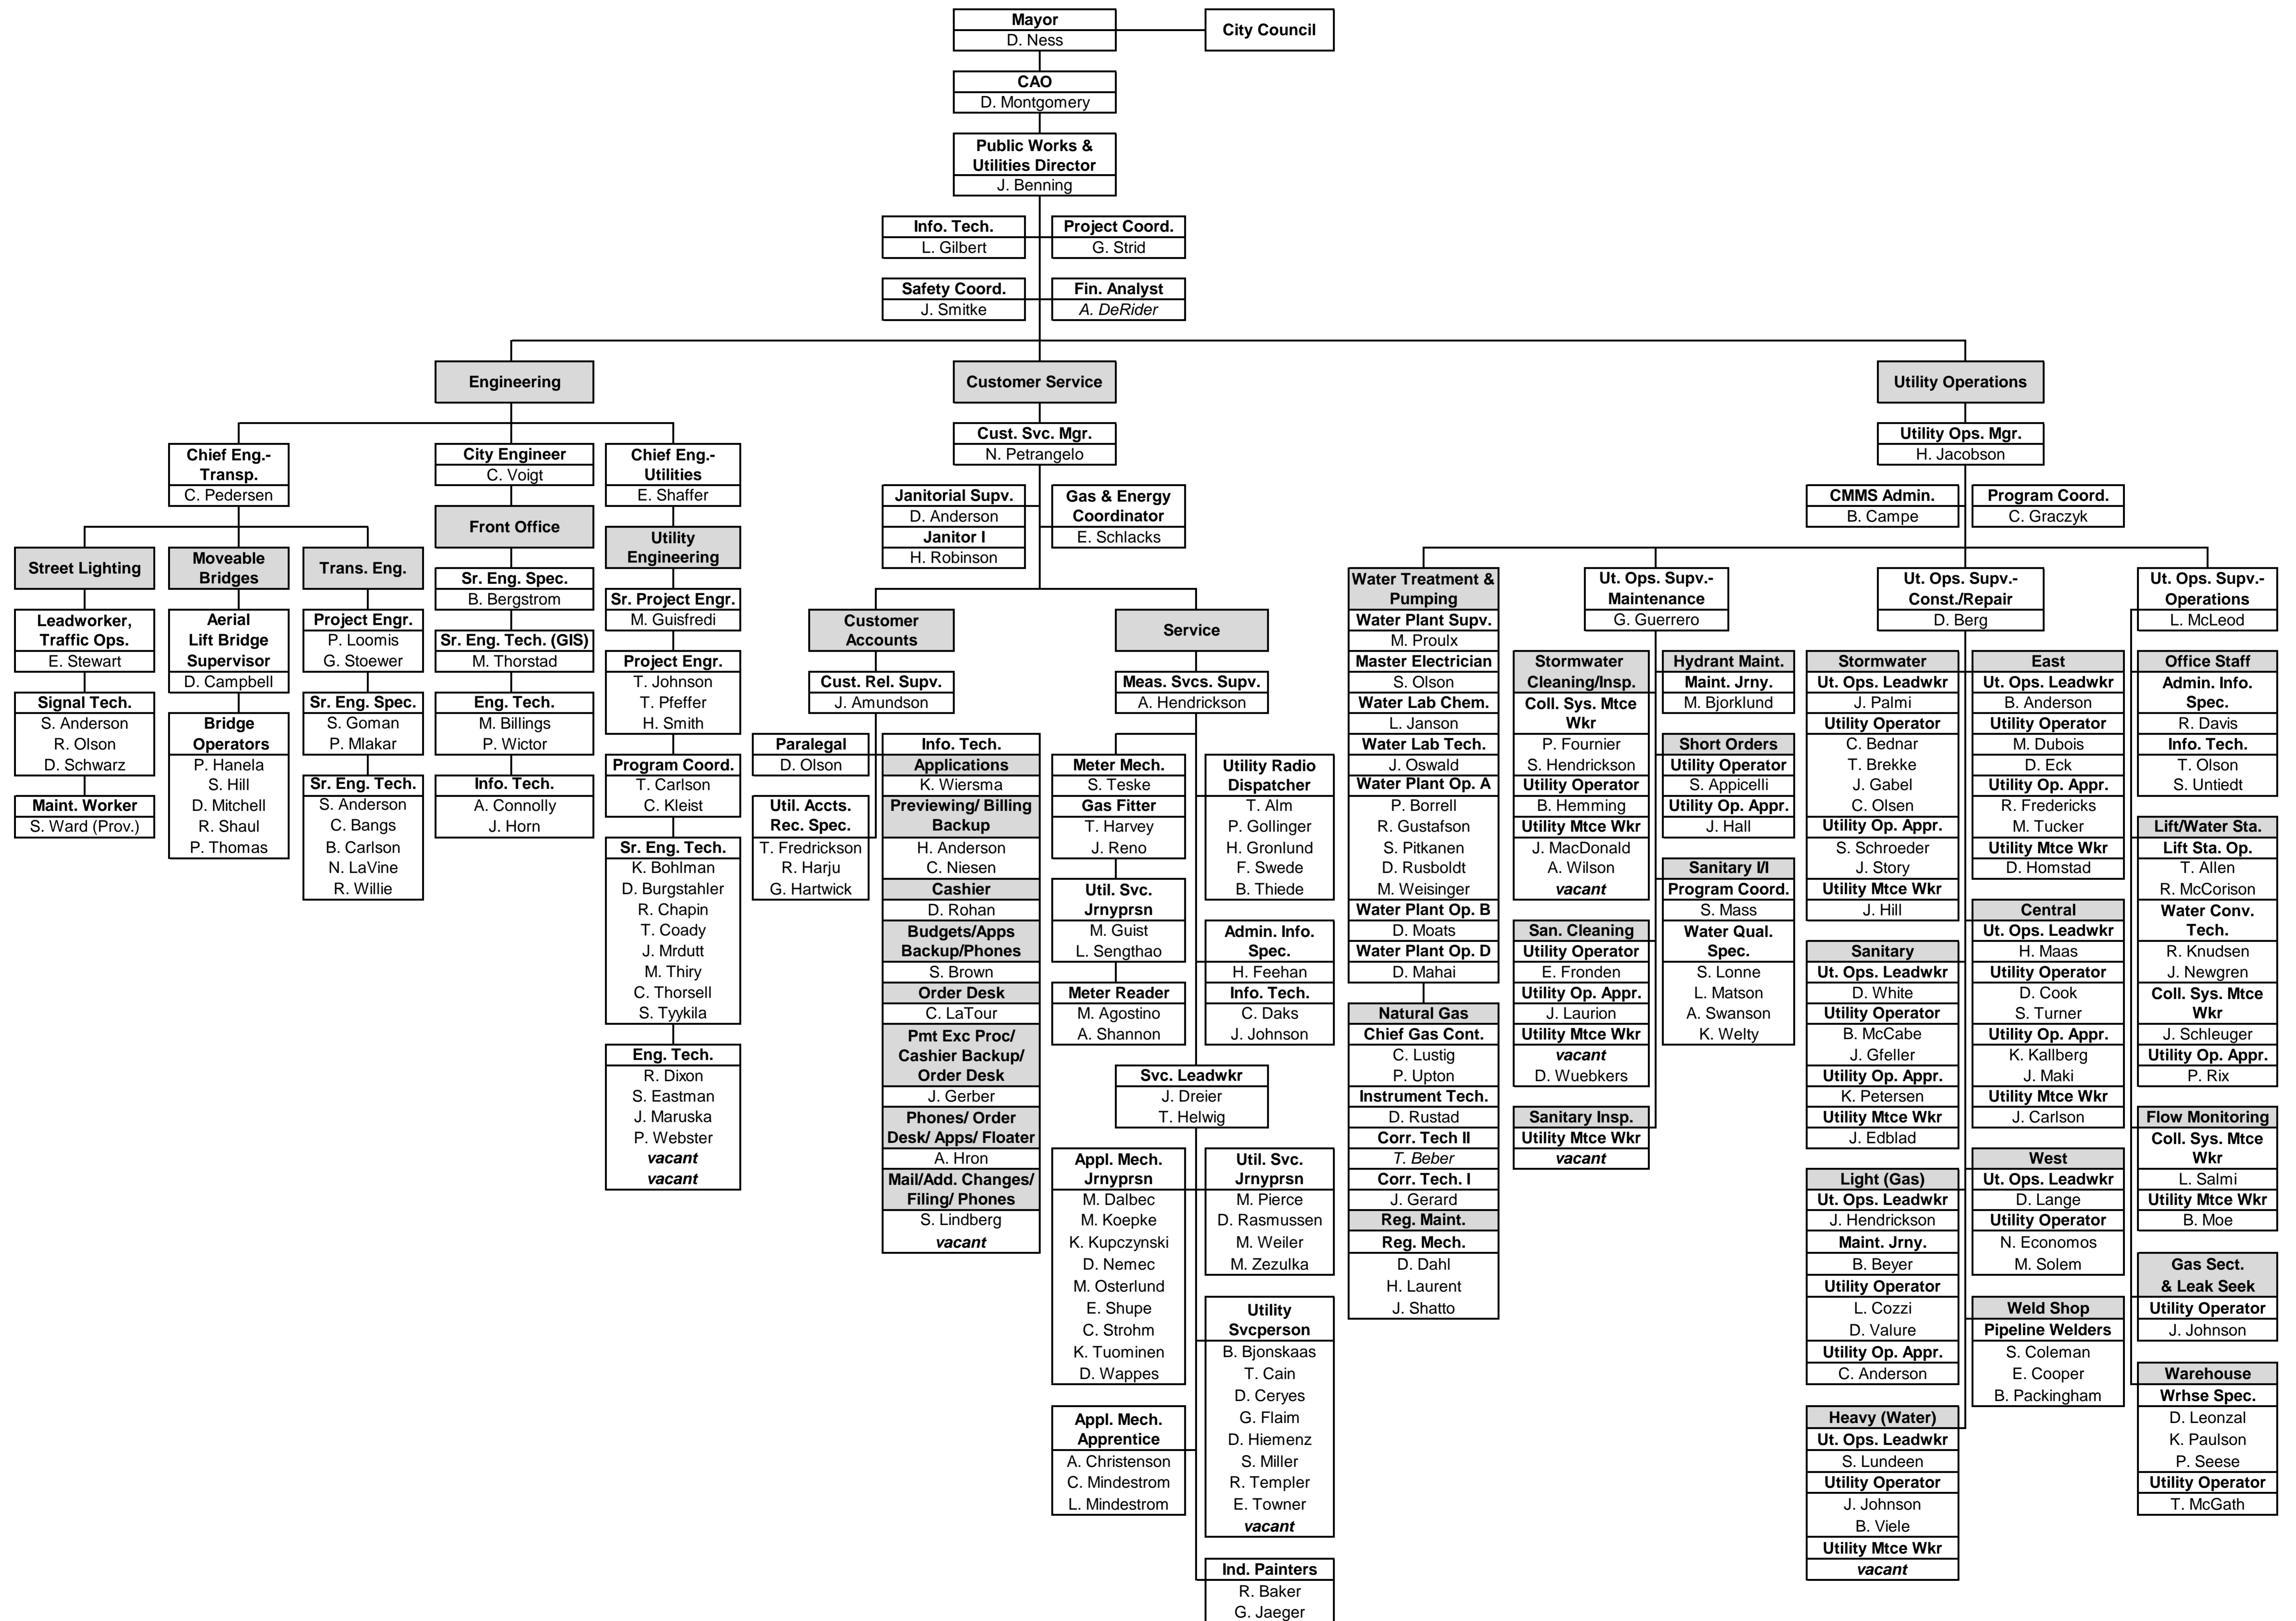 Mayor
D. Ness
City Council
CAO
D. Montgomery
Public Works &
Utilities Director
J. Benning
Info. Tech.
L. Gilbert
Project Coord.
G. Strid
Safety Coord.
J. Smitke
Fin. Analyst
A. DeRider
Engineering
Chief Eng.-
Transp.
C. Pedersen
Street Lighting
Leadworker,
Traffic Ops.
E. Stewart
Signal Tech.
S. Anderson
R. Olson
D. Schwarz
Maint. Worker
S. Ward (Prov.)
Moveable
Bridges
Aerial
Lift Bridge
Supervisor
D. Campbell
Bridge
Operators
P. Hanela
S. Hill
D. Mitchell
R. Shaul
P. Thomas
Trans. Eng.
Project Engr.
P. Loomis
G. Stoewer
Sr. Eng. Spec.
S. Goman
P. Mlakar
Sr. Eng. Tech.
S. Anderson
C. Bangs
B. Carlson
N. LaVine
R. Willie
City Engineer
C. Voigt
Front Office
Sr. Eng. Spec.
B. Bergstrom
Sr. Eng. Tech. (GIS)
M. Thorstad
Eng. Tech.
M. Billings
P. Wictor
Info. Tech.
A. Connolly
J. Horn
Chief Eng.-
Utilities
E. Shaffer
Utility
Engineering
Sr. Project Engr.
M. Guisfredi
Project Engr.
T. Johnson
T. Pfeffer
H. Smith
Program Coord.
T. Carlson
C. Kleist
Sr. Eng. Tech.
K. Bohlman
D. Burgstahler
R. Chapin
T. Coady
J. Mrdutt
M. Thiry
C. Thorsell
S. Tyykila
Eng. Tech.
R. Dixon
S. Eastman
J. Maruska
P. Webster
vacant
vacant
Customer Service
Cust. Svc. Mgr.
N. Petrangelo
Janitorial Supv.
D. Anderson
Janitor I
H. Robinson
Gas & Energy
Coordinator
E. Schlacks
Customer
Accounts
Cust. Rel. Supv.
J. Amundson
Paralegal
D. Olson
Util. Accts.
Rec. Spec.
T. Fredrickson
R. Harju
G. Hartwick
Info. Tech.
Applications
K. Wiersma
Previewing/ Billing
Backup
H. Anderson
C. Niesen
Cashier
D. Rohan
Budgets/Apps
Backup/Phones
S. Brown
Order Desk
C. LaTour
Pmt Exc Proc/
Cashier Backup/
Order Desk
J. Gerber
Phones/ Order
Desk/ Apps/ Floater
A. Hron
Mail/Add. Changes/
Filing/ Phones
S. Lindberg
vacant
Service
Meas. Svcs. Supv.
A. Hendrickson
Meter Mech.
S. Teske
Gas Fitter
T. Harvey
J. Reno
Util. Svc.
Jrnyprsn
M. Guist
L. Sengthao
Meter Reader
M. Agostino
A. Shannon
Utility Radio
Dispatcher
T. Alm
P. Gollinger
H. Gronlund
F. Swede
B. Thiede
Admin. Info.
Spec.
H. Feehan
Info. Tech.
C. Daks
J. Johnson
Svc. Leadwkr
J. Dreier
T. Helwig
Appl. Mech.
Jrnyprsn
M. Dalbec
M. Koepke
K. Kupczynski
D. Nemec
M. Osterlund
E. Shupe
C. Strohm
K. Tuominen
D. Wappes
Appl. Mech.
Apprentice
A. Christenson
C. Mindestrom
L. Mindestrom
Util. Svc.
Jrnyprsn
M. Pierce
D. Rasmussen
M. Weiler
M. Zezulka
Utility
Svcperson
B. Bjonskaas
T. Cain
D. Ceryes
G. Flaim
D. Hiemenz
S. Miller
R. Templer
E. Towner
vacant
Ind. Painters
R. Baker
G. Jaeger
Utility Operations
Utility Ops. Mgr.
H. Jacobson
CMMS Admin.
B. Campe
Program Coord.
C. Graczyk
Water Treatment &
Pumping
Water Plant Supv.
M. Proulx
Master Electrician
S. Olson
Water Lab Chem.
L. Janson
Water Lab Tech.
J. Oswald
Water Plant Op. A
P. Borrell
R. Gustafson
S. Pitkanen
D. Rusboldt
M. Weisinger
Water Plant Op. B
D. Moats
Water Plant Op. D
D. Mahai
Natural Gas
Chief Gas Cont.
C. Lustig
P. Upton
Instrument Tech.
D. Rustad
Corr. Tech II
T. Beber
Corr. Tech. I
J. Gerard
Reg. Maint.
Reg. Mech.
D. Dahl
H. Laurent
J. Shatto
Ut. Ops. Supv.-
Maintenance
G. Guerrero
Stormwater
Cleaning/Insp.
Coll. Sys. Mtce
Wkr
P. Fournier
S. Hendrickson
Utility Operator
B. Hemming
Utility Mtce Wkr
J. MacDonald
A. Wilson
vacant
San. Cleaning
Utility Operator
E. Fronden
Utility Op. Appr.
J. Laurion
Utility Mtce Wkr
vacant
D. Wuebkers
Sanitary Insp.
Utility Mtce Wkr
vacant
Hydrant Maint.
Maint. Jrny.
M. Bjorklund
Short Orders
Utility Operator
S. Appicelli
Utility Op. Appr.
J. Hall
Sanitary I/I
Program Coord.
S. Mass
Water Qual.
Spec.
S. Lonne
L. Matson
A. Swanson
K. Welty
Ut. Ops. Supv.-
Const./Repair
D. Berg
Stormwater
Ut. Ops. Leadwkr
J. Palmi
Utility Operator
C. Bednar
T. Brekke
J. Gabel
C. Olsen
Utility Op. Appr.
S. Schroeder
J. Story
Utility Mtce Wkr
J. Hill
Sanitary
Ut. Ops. Leadwkr
D. White
Utility Operator
B. McCabe
J. Gfeller
Utility Op. Appr.
K. Petersen
Utility Mtce Wkr
J. Edblad
Light (Gas)
Ut. Ops. Leadwkr
J. Hendrickson
Maint. Jrny.
B. Beyer
Utility Operator
L. Cozzi
D. Valure
Utility Op. Appr.
C. Anderson
Heavy (Water)
Ut. Ops. Leadwkr
S. Lundeen
Utility Operator
J. Johnson
B. Viele
Utility Mtce Wkr
vacant
East
Ut. Ops. Leadwkr
B. Anderson
Utility Operator
M. Dubois
D. Eck
Utility Op. Appr.
R. Fredericks
M. Tucker
Utility Mtce Wkr
D. Homstad
Central
Ut. Ops. Leadwkr
H. Maas
Utility Operator
D. Cook
S. Turner
Utility Op. Appr.
K. Kallberg
J. Maki
Utility Mtce Wkr
J. Carlson
West
Ut. Ops. Leadwkr
D. Lange
Utility Operator
N. Economos
M. Solem
Weld Shop
Pipeline Welders
S. Coleman
E. Cooper
B. Packingham
Ut. Ops. Supv.-
Operations
L. McLeod
Office Staff
Admin. Info.
Spec.
R. Davis
Info. Tech.
T. Olson
S. Untiedt
Lift/Water Sta.
Lift Sta. Op.
T. Allen
R. McCorison
Water Conv.
Tech.
R. Knudsen
J. Newgren
Coll. Sys. Mtce
Wkr
J. Schleuger
Utility Op. Appr.
P. Rix
Flow Monitoring
Coll. Sys. Mtce
Wkr
L. Salmi
Utility Mtce Wkr
B. Moe
Gas Sect.
& Leak Seek
Utility Operator
J. Johnson
Warehouse
Wrhse Spec.
D. Leonzal
K. Paulson
P. Seese
Utility Operator
T. McGath